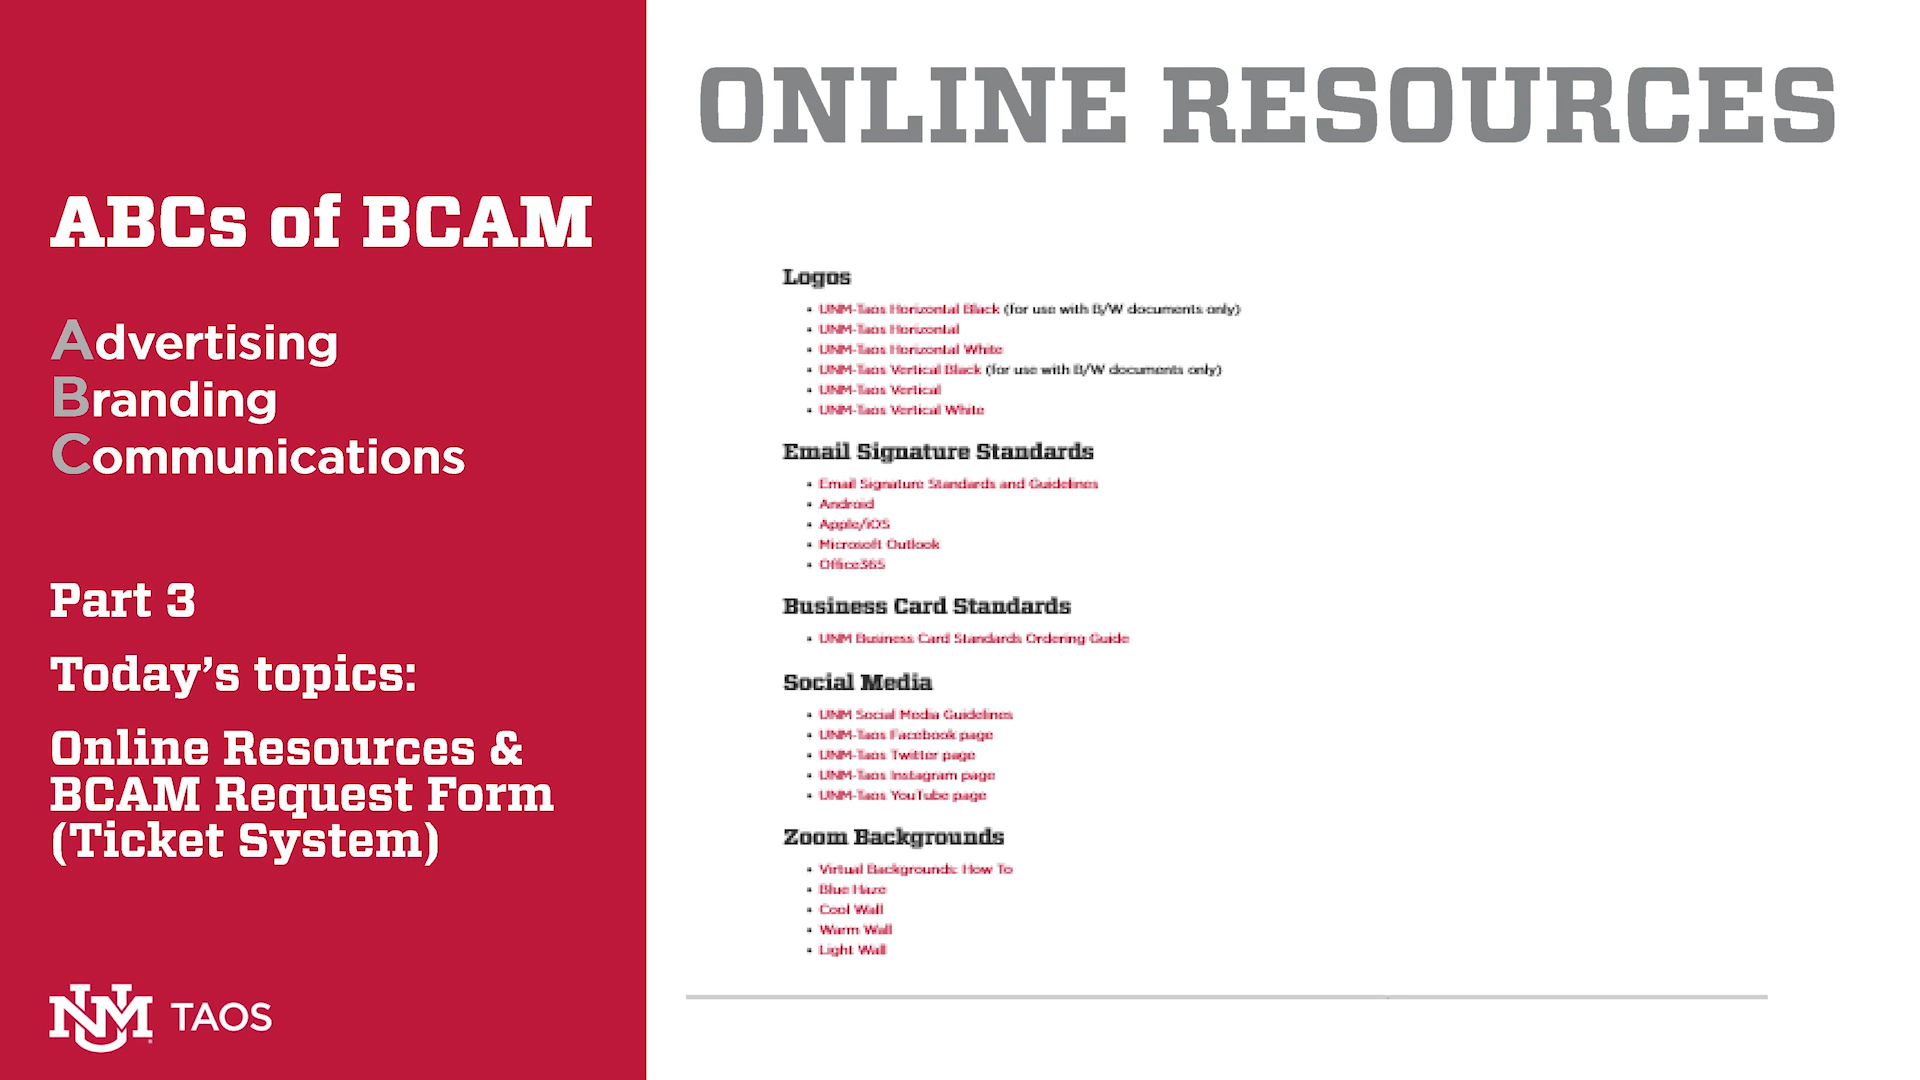 ABCs of BCAM
Advertising
Branding
Communications
Part 3
Today’s topics:
Online Resources &
BCAM Request Form
(Ticket System)
UNM TAOS
ONLINE RESOURCES
Logos
• UNM-Taos Horizontal Black (for use with B/W documents only)
• UNM-Taos Horizontal
• UNM-Taos Horizontal White
• UNM-Taos Vertical Black (for use with B/W documents only)
• UNM-Taos Vertical
• UNM-Taos Vertical White
Email Signature Standards
• Email Signature Standards and Guidelines
• Android
• Apple/iOS
• Microsoft Outlook
• Office365
Business Card Standards
• UNM Business Card Standards Ordering Guide
Social Media
• UNM Social Media Guidelines
• UNM-Taos Facebook page
• UNM-Taos Twitter page
• UNM-Taos Instagram page
• UNM-Taos YouTube page
Zoom Backgrounds
• Virtual Backgrounds: How To
• Blue Haze
• Cool Wall
• Warm Wall
• Light Wall